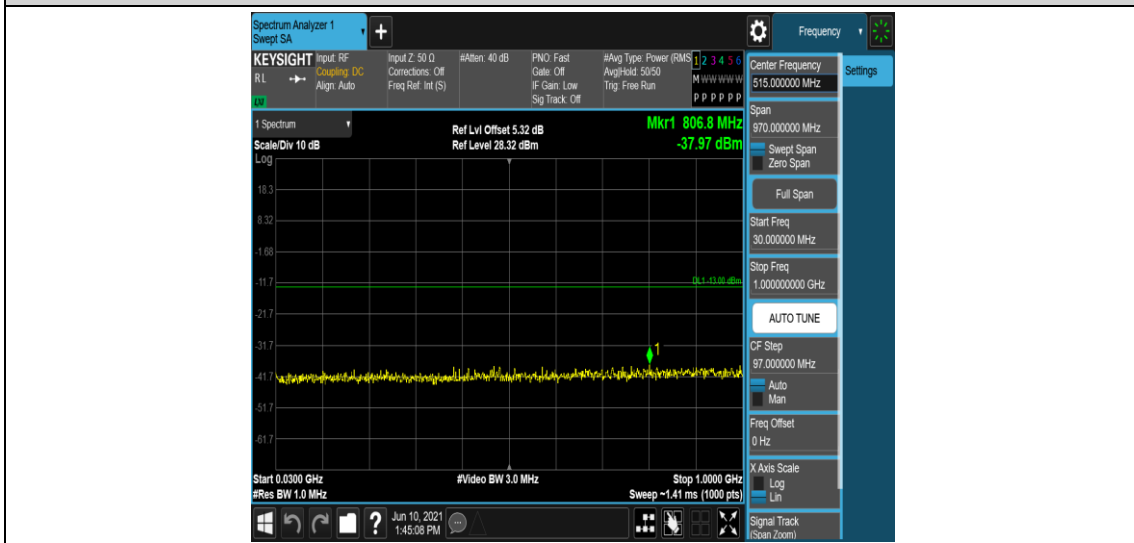 Spectrum Analyzer 1
Swept SA
+
Frequency
KEYSIGHT
RL
LXI
Input: RF
Coupling: DC
Align: Auto
Input Z: 50 Ω
Corrections: Off
Freq Ref: Int (S)
#Atten: 40 dB
PNO: Fast
Gate: Off
IF Gain: Low
Sig Track: Off
#Avg Type: Power (RMS
Avg|Hold: 50/50
Trig: Free Run
1 2 3 4 5 6
M W W W W W
P P P P P P
1 Spectrum
Scale/Div 10 dB
Ref Lvl Offset 5.32 dB
Ref Level 28.32 dBm
Mkr1 806.8 MHz
-37.97 dBm
Log
18.3
8.32
-1.68
-11.7
DL1 -13.00 dBm
-21.7
-31.7
1
-41.7
-51.7
-61.7
Start 0.0300 GHz
#Res BW 1.0 MHz
#Video BW 3.0 MHz
Stop 1.0000 GHz
Sweep ~1.41 ms (1000 pts)
Center Frequency
515.000000 MHz
Settings
Span
970.000000 MHz
Swept Span
Zero Span
Full Span
Start Freq
30.000000 MHz
Stop Freq
1.000000000 GHz
AUTO TUNE
CF Step
97.000000 MHz
Auto
Man
Freq Offset
0 Hz
X Axis Scale
Log
Lin
Signal Track
(Span Zoom)
?
Jun 10, 2021
1:45:08 PM